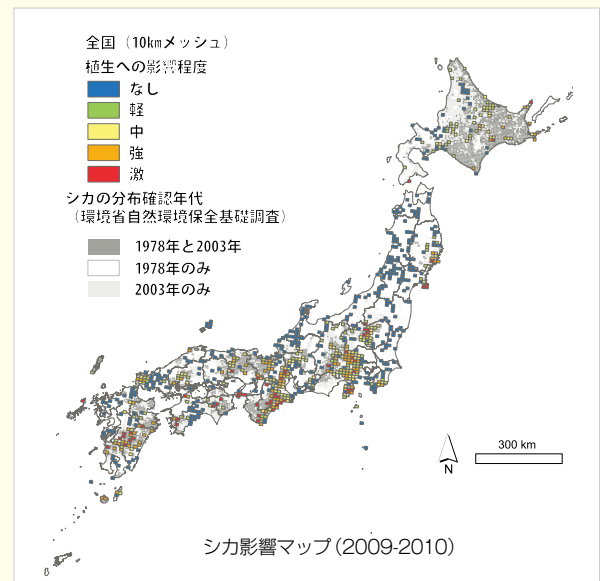 全国（10kmメッシュ）
植生への影響程度
なし
軽
中
強
激
シカの分布確認年代
（環境省自然環境保全基礎調査）
1978年と2003年
1978年のみ
2003年のみ
300 km
N
シカ影響マップ（2009-2010）